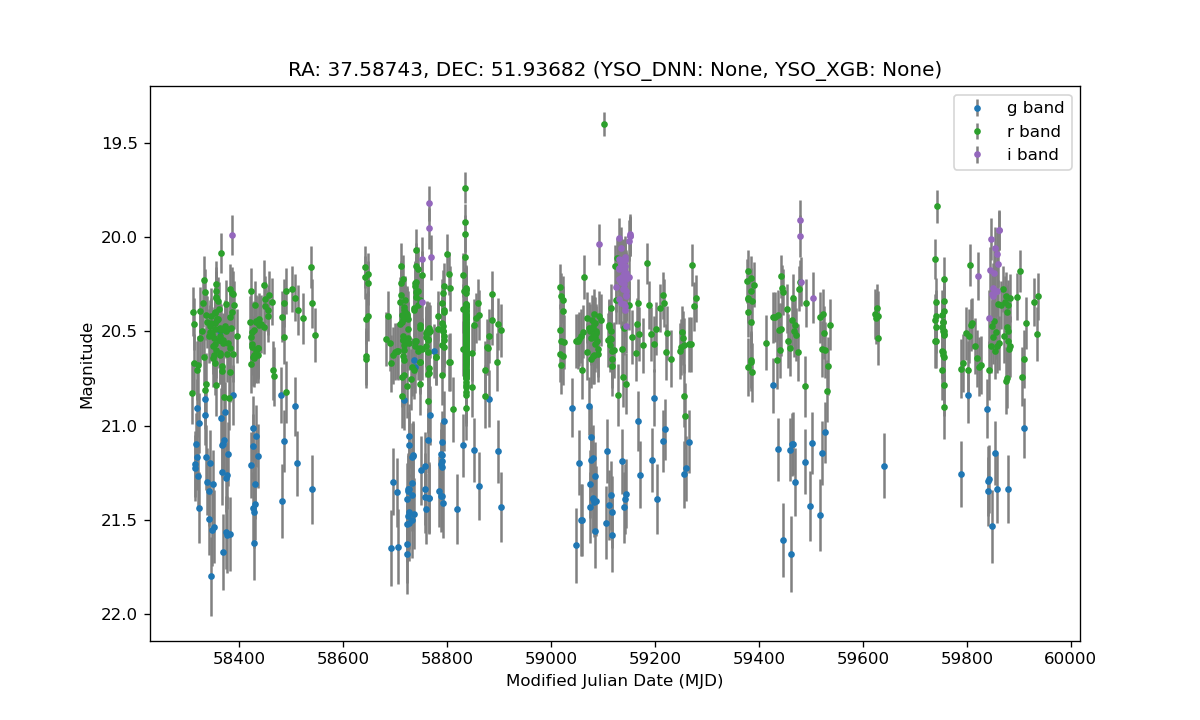 RA: 37.58743, DEC: 51.93682 (YSO_DNN: None, YSO_XGB: None)
g band
r band
i band
19.5
20.0
20.5
21.0
21.5
22.0
Magnitude
58400 58600 58800 59000 59200 59400 59600 59800 60000
Modified Julian Date (MJD)